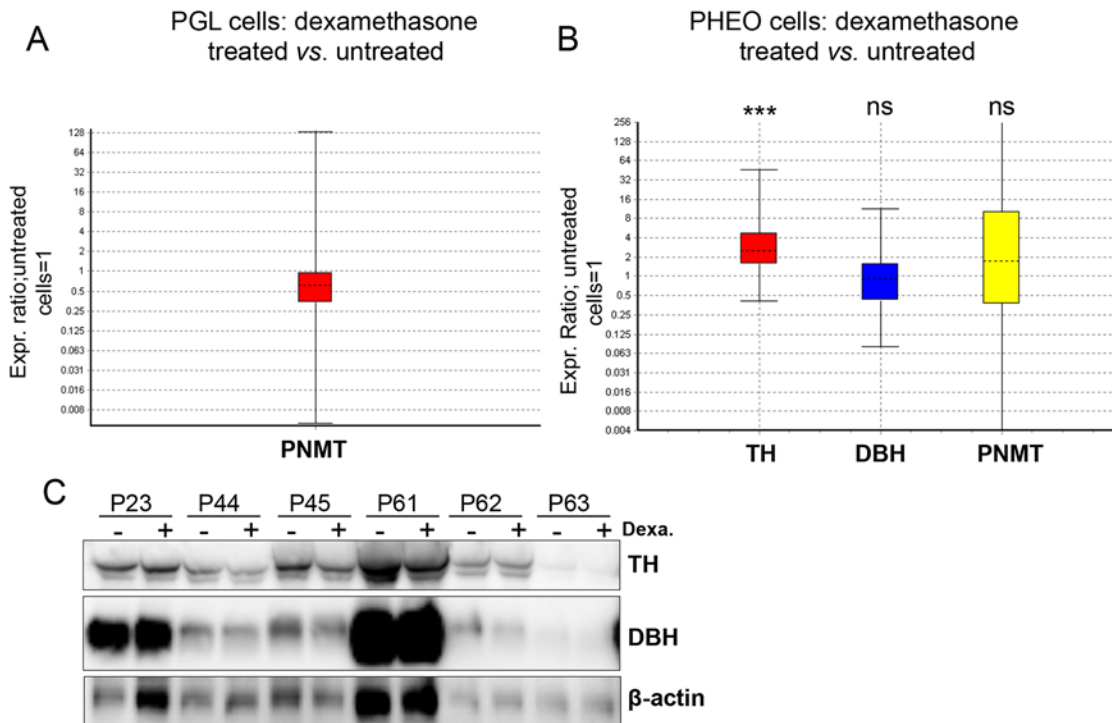 A
PGL cells: dexamethasone
treated vs. untreated
Expr. ratio;untreated
cells=1
128
64
32
16
8
4
2
1
0.5
0.25
0.125
0.063
0.031
0.016
0.008
PNMT
B
PHEO cells: dexamethasone
treated vs. untreated
*** ns ns
Expr. Ratio; untreated
cells=1
256
128
64
32
16
8
4
2
1
0.5
0.25
0.125
0.063
0.031
0.016
0.008
0.004
TH DBH PNMT
C
P23 P44 P45 P61 P62 P63
- + - + - + - + - + - + Dexa.
TH
DBH
β-actin